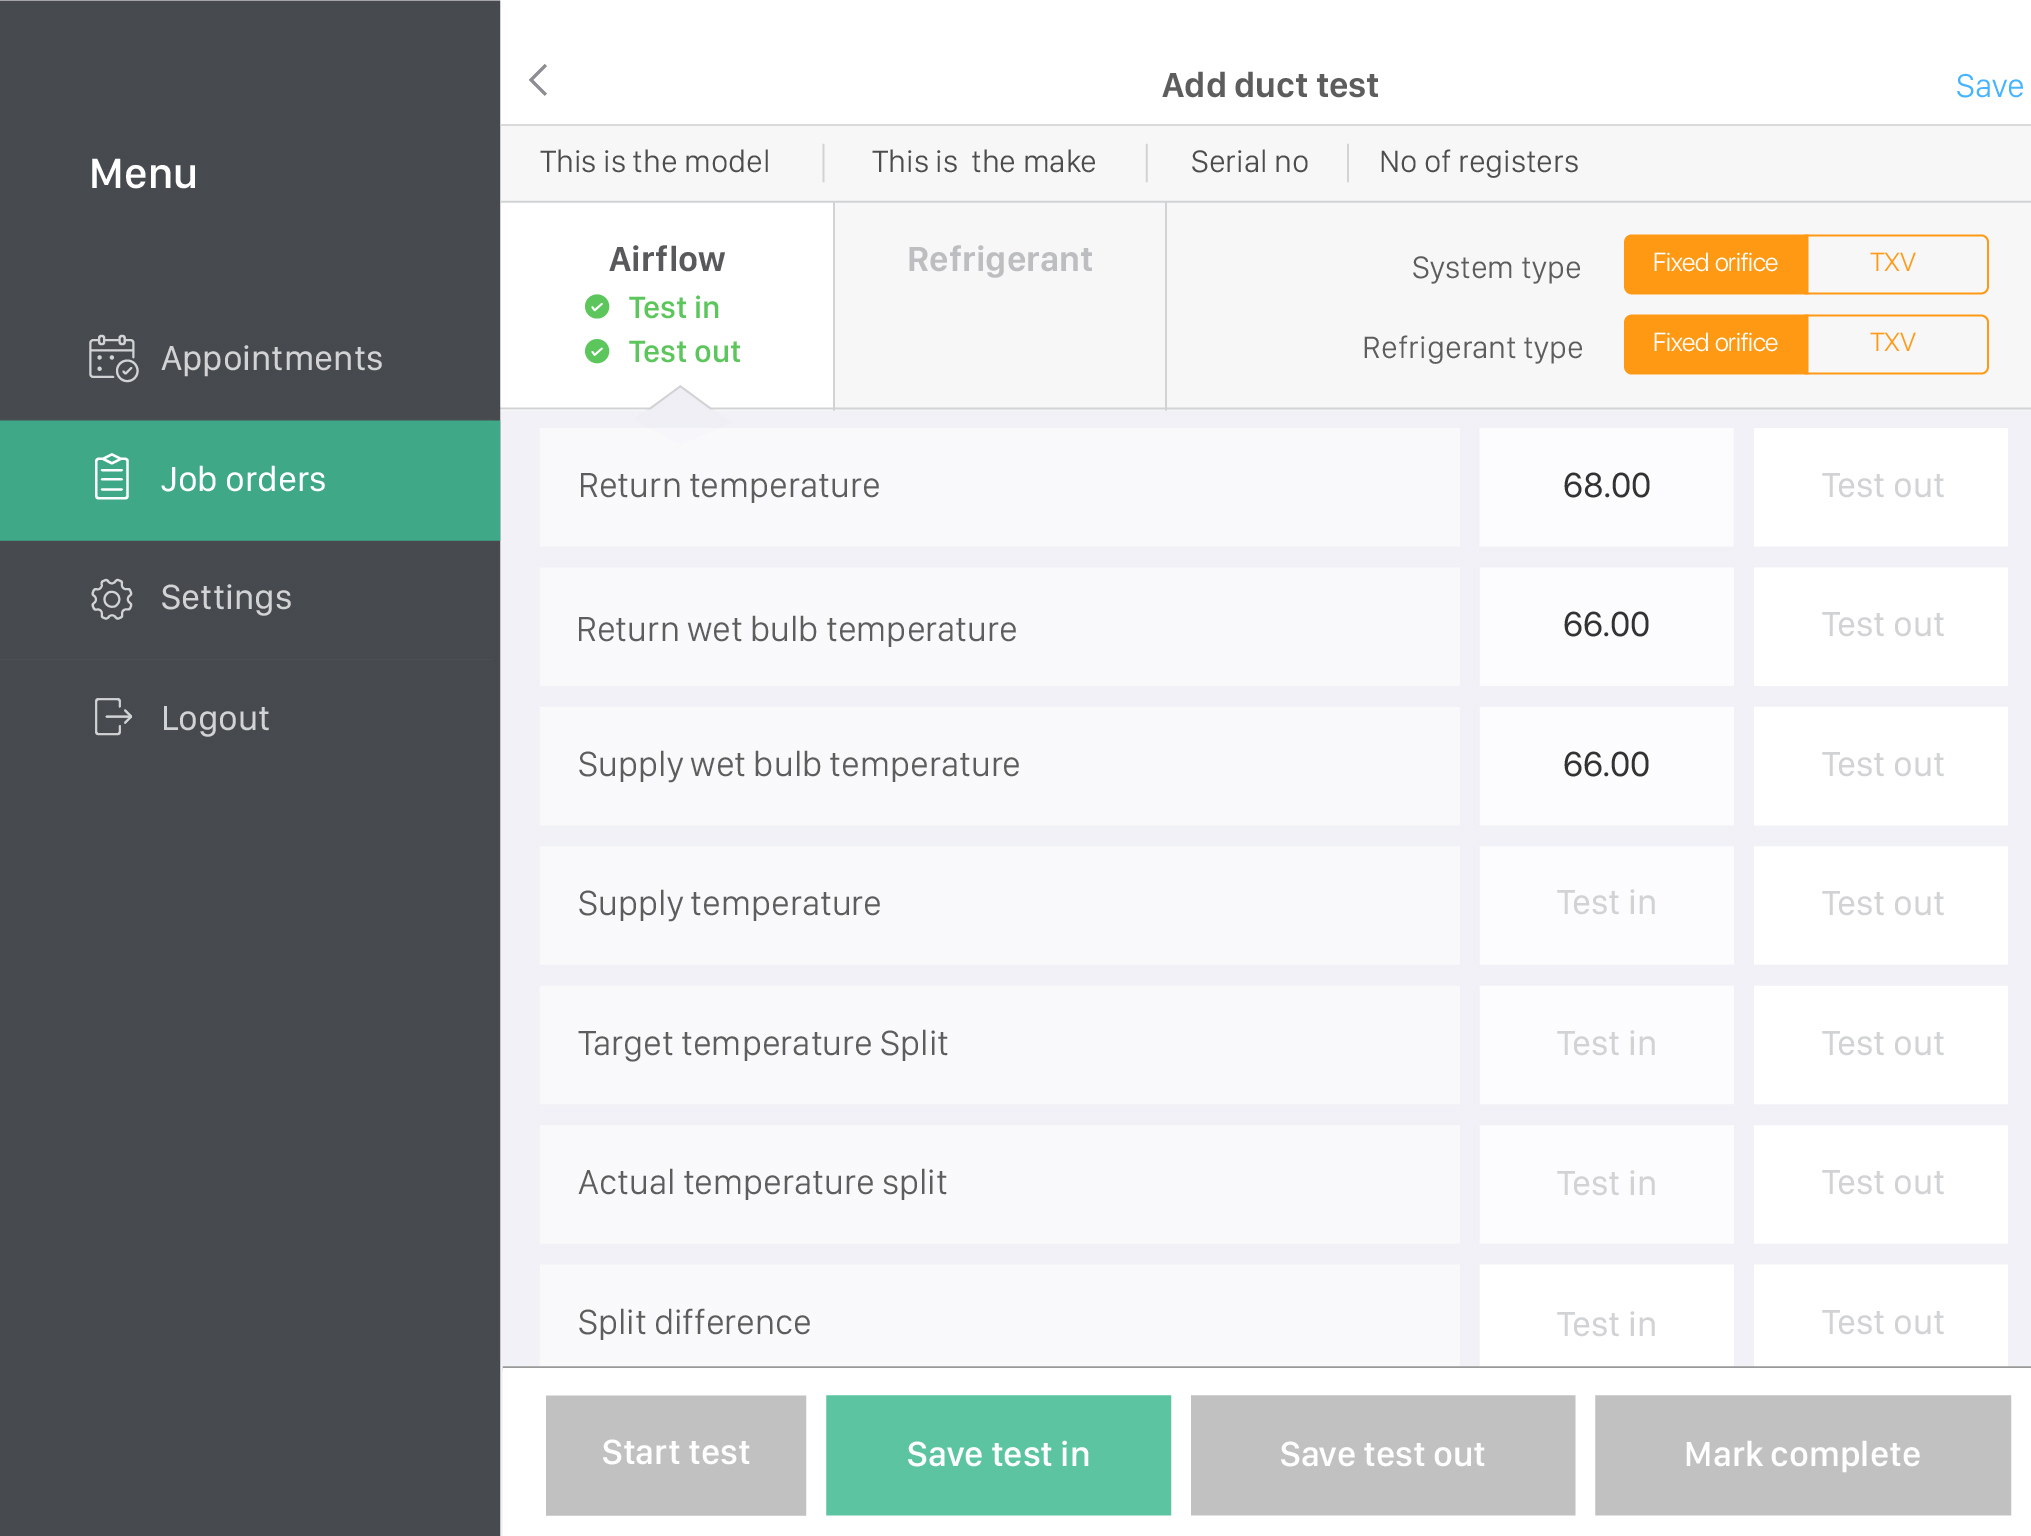 Menu
Appointments
Job orders
Settings
Logout
Add duct test
Save
This is the model
This is the make
Serial no
No of registers
Airflow
Test in
Test out
Refrigerant
System type
Fixed orifice
TXV
Refrigerant type
Fixed orifice
TXV
Return temperature
68.00
Test out
Return wet bulb temperature
66.00
Test out
Supply wet bulb temperature
66.00
Test out
Supply temperature
Test in
Test out
Target temperature Split
Test in
Test out
Actual temperature split
Test in
Test out
Split difference
Test in
Test out
Start test
Save test in
Save test out
Mark complete